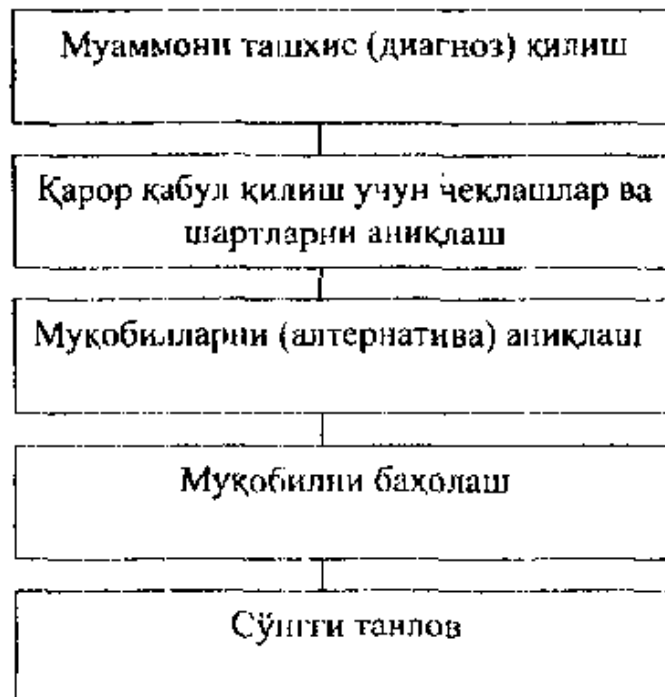 Муаммони ташхис (диагноз) қилиш
Қарор қабул қилиш учун чеклашлар ва
шартларни аниқлаш
Муқобилларни (алтернатива) аниқлаш
Муқобилни баҳолаш
Сўнгги танлов